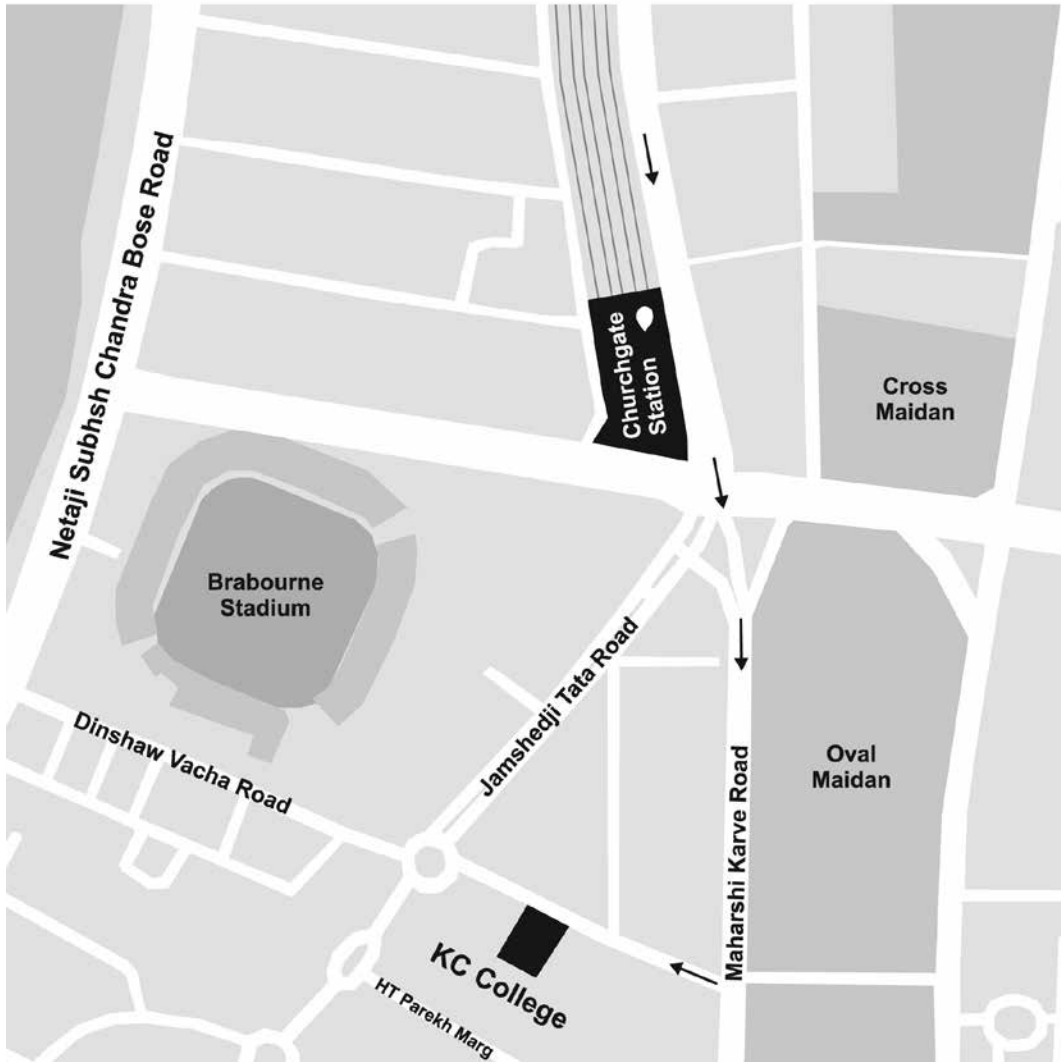 Netaji Subhsh Chandra Bose Road
Churchgate
Station
Cross
Maidan
Brabourne
Stadium
Jamshedji Tata Road
Dinshaw Vacha Road
Oval
Maidan
Maharshi Karve Road
KC College
HT Parekh Marg